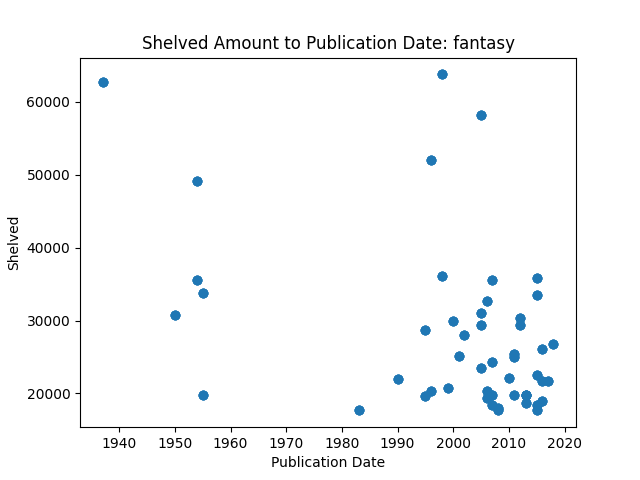 Shelved Amount to Publication Date: fantasy
60000
50000
40000
30000
20000
Shelved
1940 1950 1960 1970 1980 1990 2000 2010 2020
Publication Date